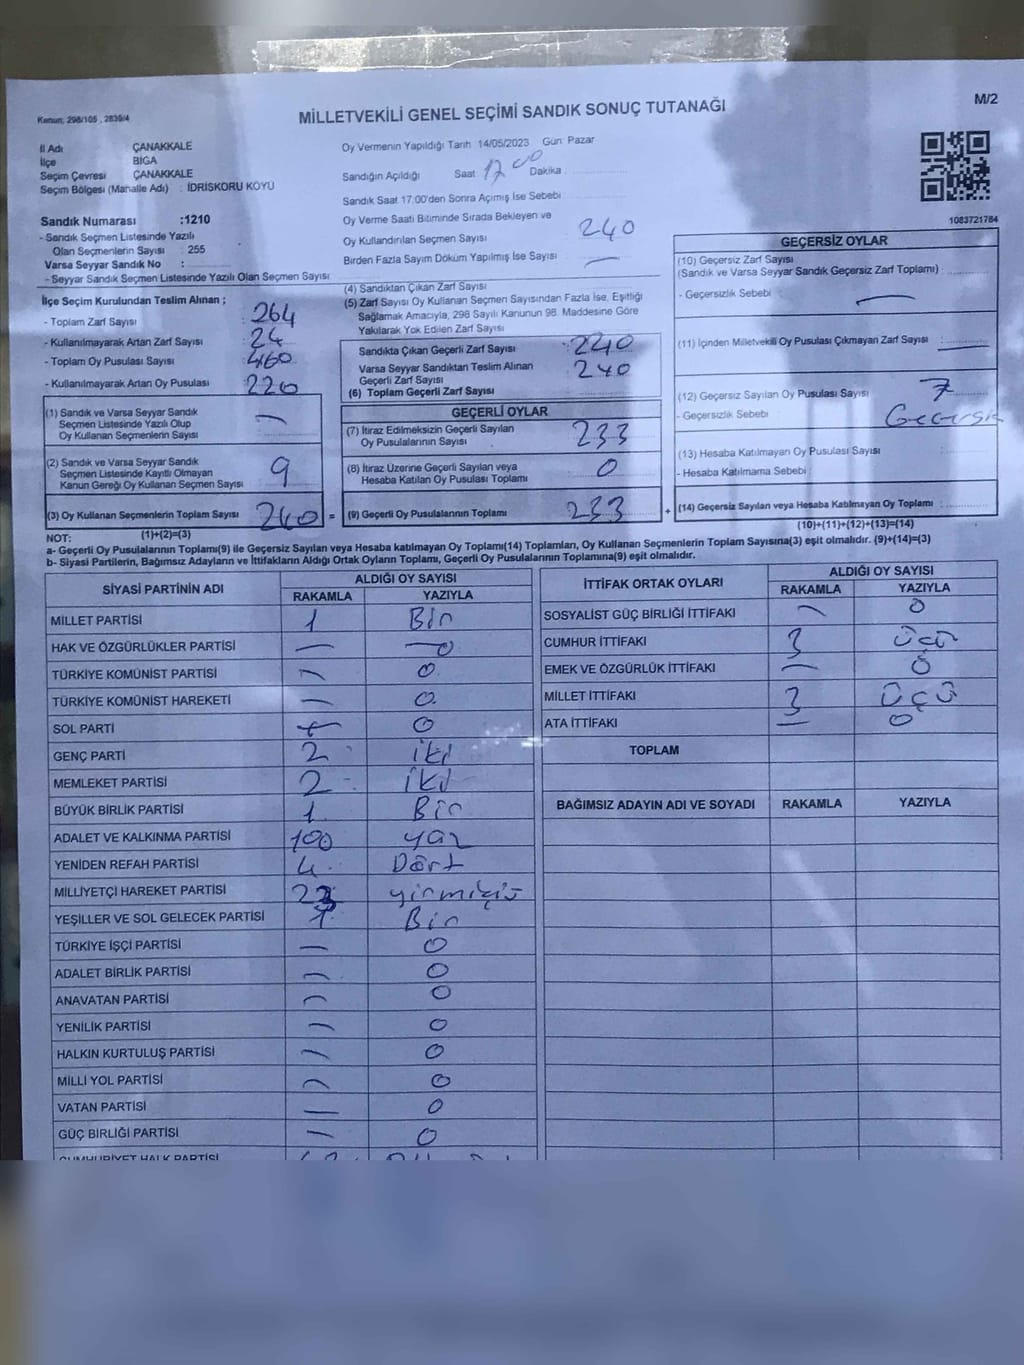 Kanun; 298/105 , 2839/4
MİLLETVEKİLİ GENEL SEÇİMİ SANDIK SONUÇ TUTANAĞI
M/2
İl Adı ÇANAKKALE
İlçe BİGA
Seçim Çevresi ÇANAKKALE
Seçim Bölgesi (Mahalle Adı) : İDRİSKORU KÖYÜ
Sandık Numarası :1210
- Sandık Seçmen Listesinde Yazılı
Olan Seçmenlerin Sayısı : 255
Varsa Seyyar Sandık No :
- Seyyar Sandık Seçmen Listesinde Yazılı Olan Seçmen Sayısı
Oy Vermenin Yapıldığı Tarih 14/05/2023 Gün: Pazar
Sandığın Açıldığı Saat 17 00 Dakika
Sandık Saat 17.00'den Sonra Açımış İse Sebebi
Oy Verme Saati Bitiminde Sırada Bekleyen ve
Oy Kullandırılan Seçmen Sayısı 240
Birden Fazla Sayım Döküm Yapılmış İse Sayısı —
1083721784
İlçe Seçim Kurulundan Teslim Alınan ;
- Toplam Zarf Sayısı 264
- Kullanılmayarak Artan Zarf Sayısı : 24
- Toplam Oy Pusulası Sayısı : 460
- Kullanılmayarak Artan Oy Pusulası : 220
(1) Sandık ve Varsa Seyyar Sandık
Seçmen Listesinde Yazılı Olup
Oy Kullanan Seçmenlerin Sayısı —
(2) Sandık ve Varsa Seyyar Sandık
Seçmen Listesinde Kayıtlı Olmayan
Kanun Gereği Oy Kullanan Seçmen Sayısı 9
(3) Oy Kullanan Seçmenlerin Toplam Sayısı 240 =
(4) Sandıktan Çıkan Zarf Sayısı
(5) Zarf Sayısı Oy Kullanan Seçmen Sayısından Fazla İse, Eşitliği
Sağlamak Amacıyla, 298 Sayılı Kanunun 98. Maddesine Göre
Yakılarak Yok Edilen Zarf Sayısı
Sandıkta Çıkan Geçerli Zarf Sayısı : 240
Varsa Seyyar Sandıktan Teslim Alınan
Geçerli Zarf Sayısı : 240
(6) Toplam Geçerli Zarf Sayısı
GEÇERLİ OYLAR
(7) İtiraz Edilmeksizin Geçerli Sayılan
Oy Pusulalarının Sayısı 233
(8) İtiraz Üzerine Geçerli Sayılan veya
Hesaba Katılan Oy Pusulası Toplamı 0
(9) Geçerli Oy Pusulalarının Toplamı 233 +
GEÇERSİZ OYLAR
(10) Geçersiz Zarf Sayısı
(Sandık ve Varsa Seyyar Sandık Geçersiz Zarf Toplamı) :
- Geçersizlik Sebebi : —
(11) İçinden Milletvekili Oy Pusulası Çıkmayan Zarf Sayısı : —
(12) Geçersiz Sayılan Oy Pusulası Sayısı : 7
- Geçersizlik Sebebi
(13) Hesaba Katılmayan Oy Pusulası Sayısı :
- Hesaba Katılmama Sebebi :
(14) Geçersiz Sayılan veya Hesaba Katılmayan Oy Toplamı :
NOT: (1)+(2)=(3)
(10)+(11)+(12)+(13)=(14)
a- Geçerli Oy Pusulalarının Toplamı(9) ile Geçersiz Sayılan veya Hesaba katılmayan Oy Toplamı(14) Toplamları, Oy Kullanan Seçmenlerin Toplam Sayısına(3) eşit olmalıdır. (9)+(14)=(3)
b- Siyasi Partilerin, Bağımsız Adayların ve İttifakların Aldığı Ortak Oyların Toplamı, Geçerli Oy Pusulalarının Toplamına(9) eşit olmalıdır.
SİYASİ PARTİNİN ADI ALDIĞI OY SAYISI
RAKAMLA YAZIYLA
MİLLET PARTİSİ 1 Bir
HAK VE ÖZGÜRLÜKLER PARTİSİ — 0
TÜRKİYE KOMÜNİST PARTİSİ — 0
TÜRKİYE KOMÜNİST HAREKETİ — 0
SOL PARTİ — 0
GENÇ PARTİ 2 iki
MEMLEKET PARTİSİ 2 iki
BÜYÜK BİRLİK PARTİSİ 1 Bir
ADALET VE KALKINMA PARTİSİ 100 yüz
YENİDEN REFAH PARTİSİ 4 Dört
MİLLİYETÇİ HAREKET PARTİSİ 23 yirmiüç
YEŞİLLER VE SOL GELECEK PARTİSİ 1 Bir
TÜRKİYE İŞÇİ PARTİSİ — 0
ADALET BİRLİK PARTİSİ — 0
ANAVATAN PARTİSİ — 0
YENİLİK PARTİSİ — 0
HALKIN KURTULUŞ PARTİSİ — 0
MİLLİ YOL PARTİSİ — 0
VATAN PARTİSİ — 0
GÜÇ BİRLİĞİ PARTİSİ — 0
CUMHURİYET HALK PARTİSİ
İTTİFAK ORTAK OYLARI ALDIĞI OY SAYISI
RAKAMLA YAZIYLA
SOSYALİST GÜÇ BİRLİĞİ İTTİFAKI — 0
CUMHUR İTTİFAKI 3 üçü
EMEK VE ÖZGÜRLÜK İTTİFAKI — 0
MİLLET İTTİFAKI 3 üçü
ATA İTTİFAKI — 0
TOPLAM
BAĞIMSIZ ADAYIN ADI VE SOYADI RAKAMLA YAZIYLA